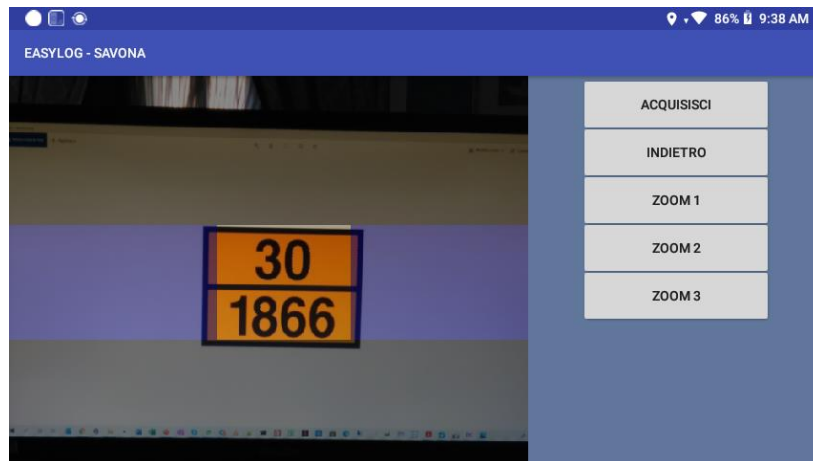 86% 9:38 AM
EASYLOG - SAVONA
ACQUISISCI
INDIETRO
ZOOM 1
ZOOM 2
ZOOM 3
30
1866